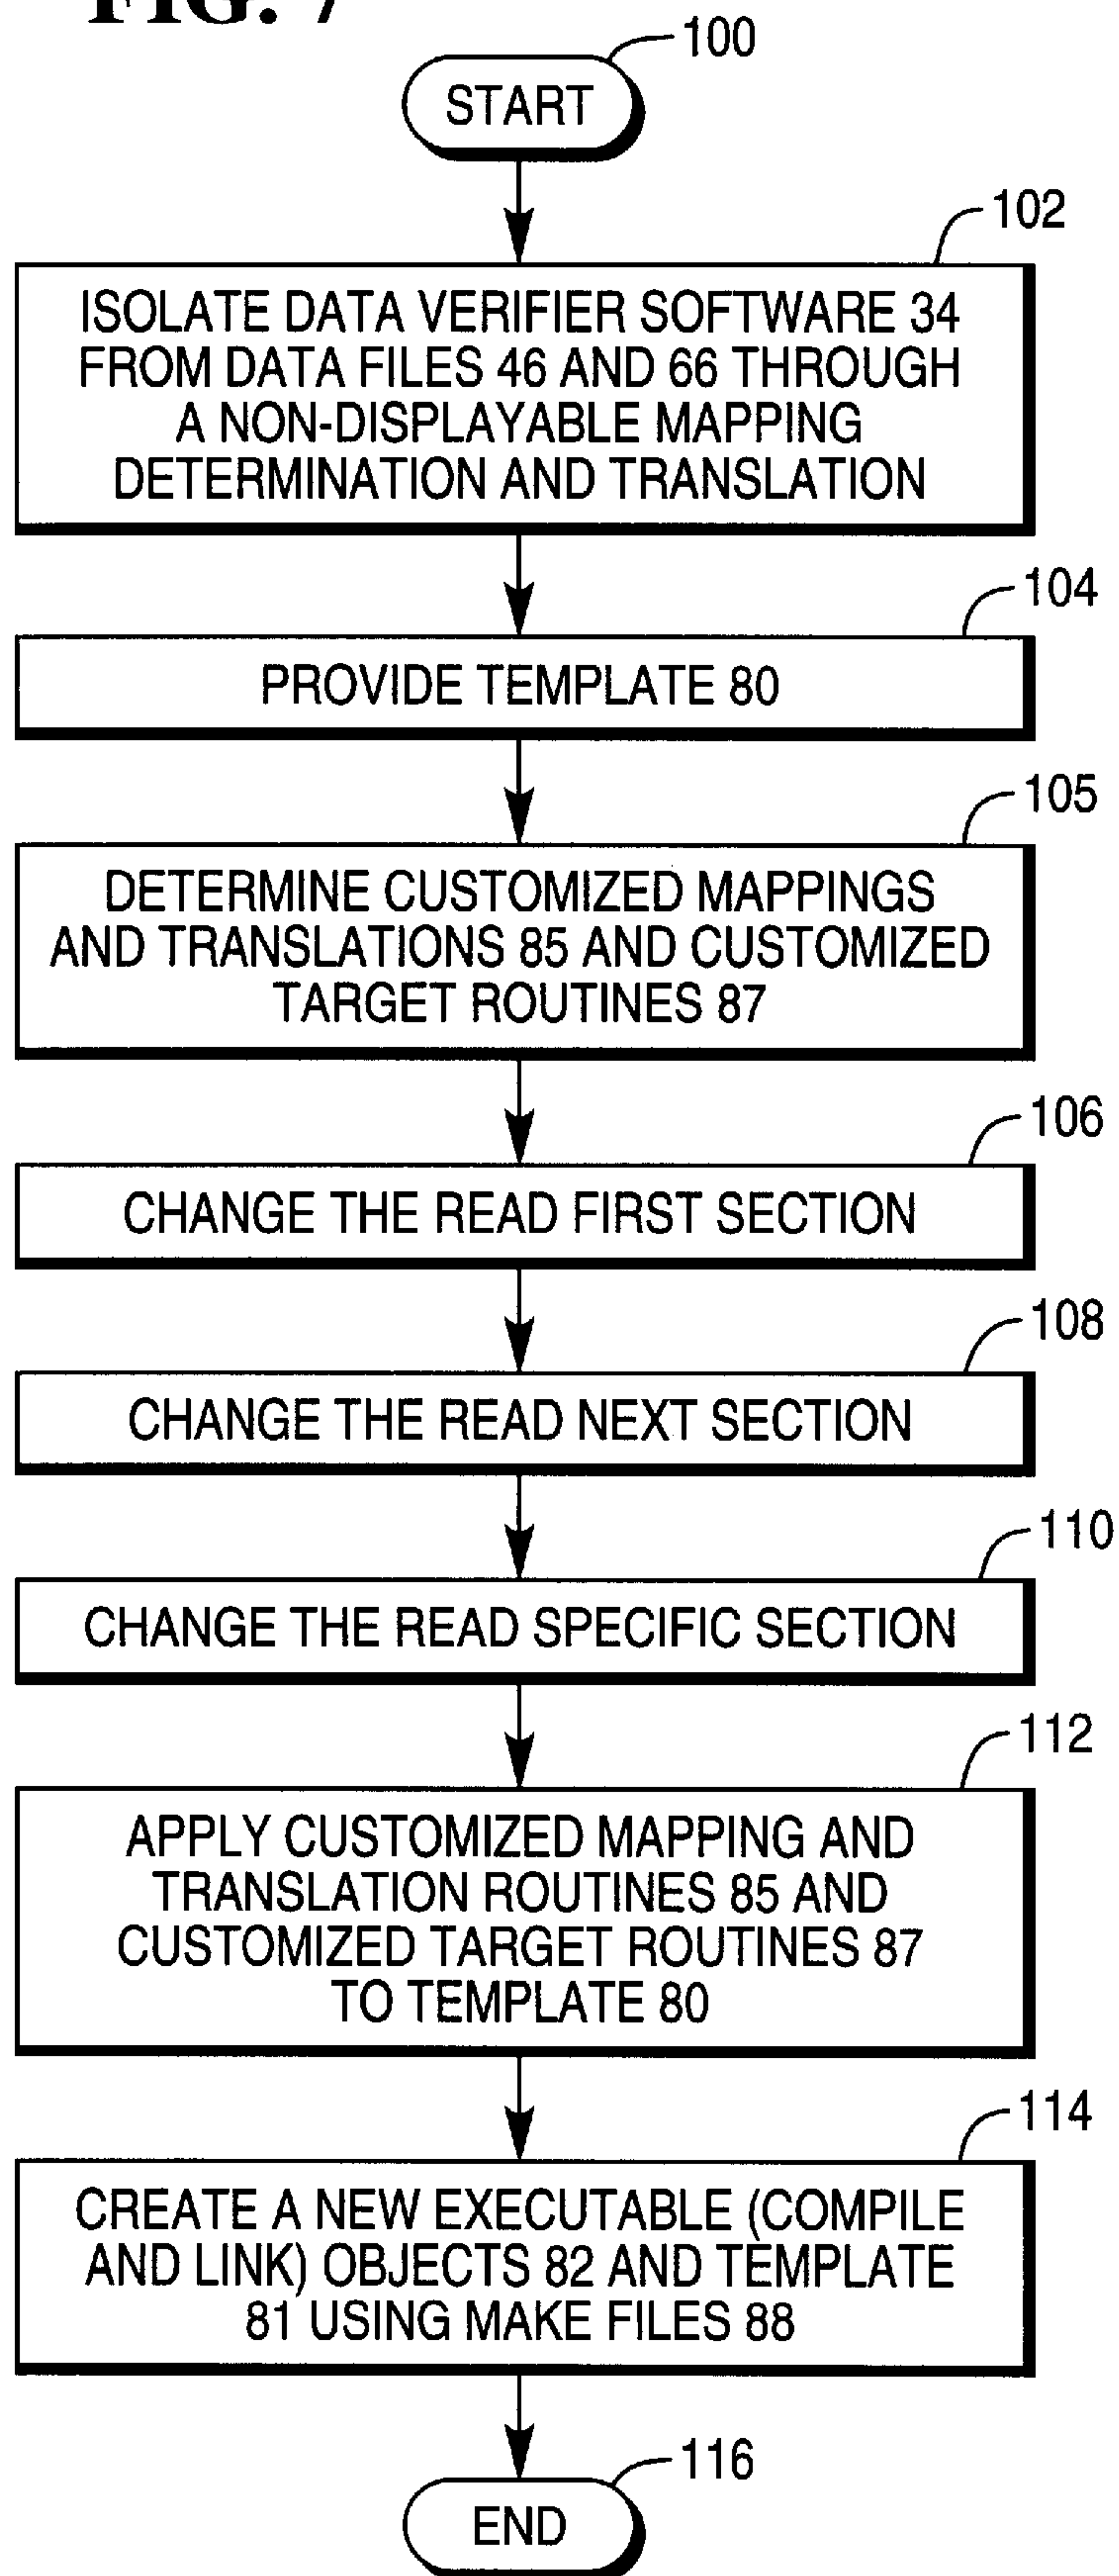 FIG. 7
100
START
102
ISOLATE DATA VERIFIER SOFTWARE 34
FROM DATA FILES 46 AND 66 THROUGH
A NON-DISPLAYABLE MAPPING
DETERMINATION AND TRANSLATION
104
PROVIDE TEMPLATE 80
105
DETERMINE CUSTOMIZED MAPPINGS
AND TRANSLATIONS 85 AND CUSTOMIZED
TARGET ROUTINES 87
106
CHANGE THE READ FIRST SECTION
108
CHANGE THE READ NEXT SECTION
110
CHANGE THE READ SPECIFIC SECTION
112
APPLY CUSTOMIZED MAPPING AND
TRANSLATION ROUTINES 85 AND
CUSTOMIZED TARGET ROUTINES 87
TO TEMPLATE 80
114
CREATE A NEW EXECUTABLE (COMPILE
AND LINK) OBJECTS 82 AND TEMPLATE
81 USING MAKE FILES 88
116
END